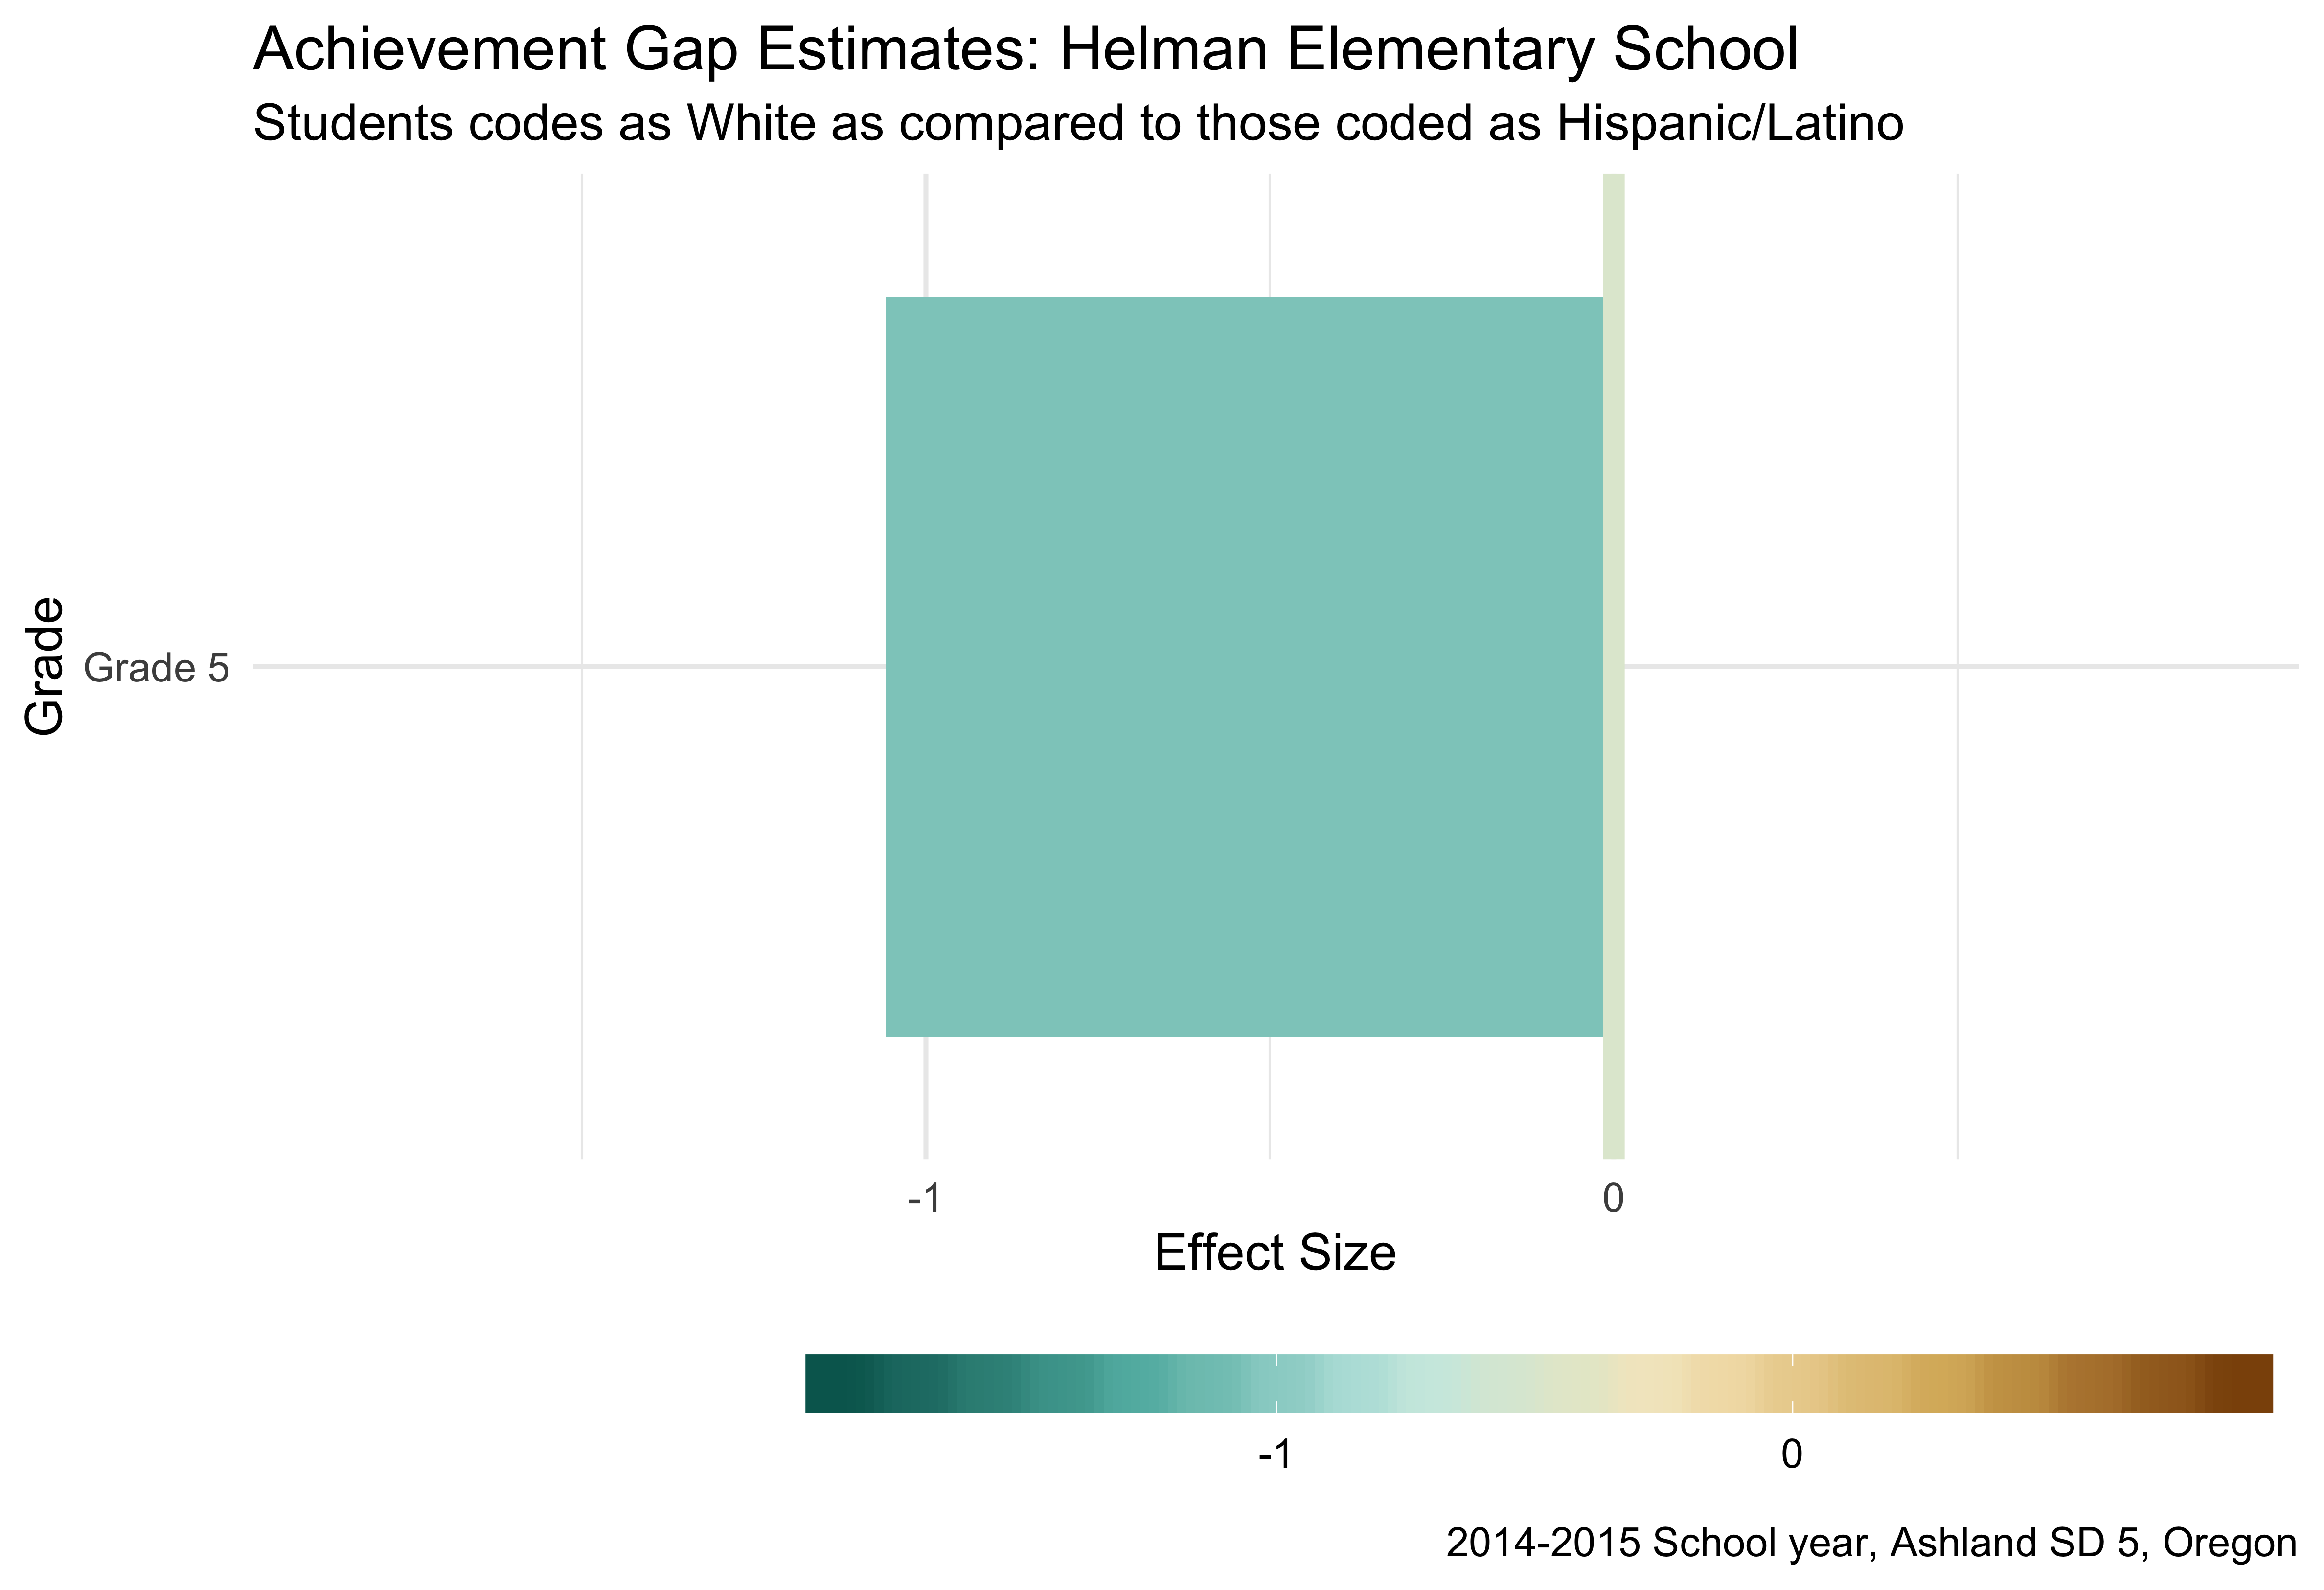 Achievement Gap Estimates: Helman Elementary School
Students codes as White as compared to those coded as Hispanic/Latino
Grade
Grade 5
-1
0
Effect Size
-1
0
2014-2015 School year, Ashland SD 5, Oregon